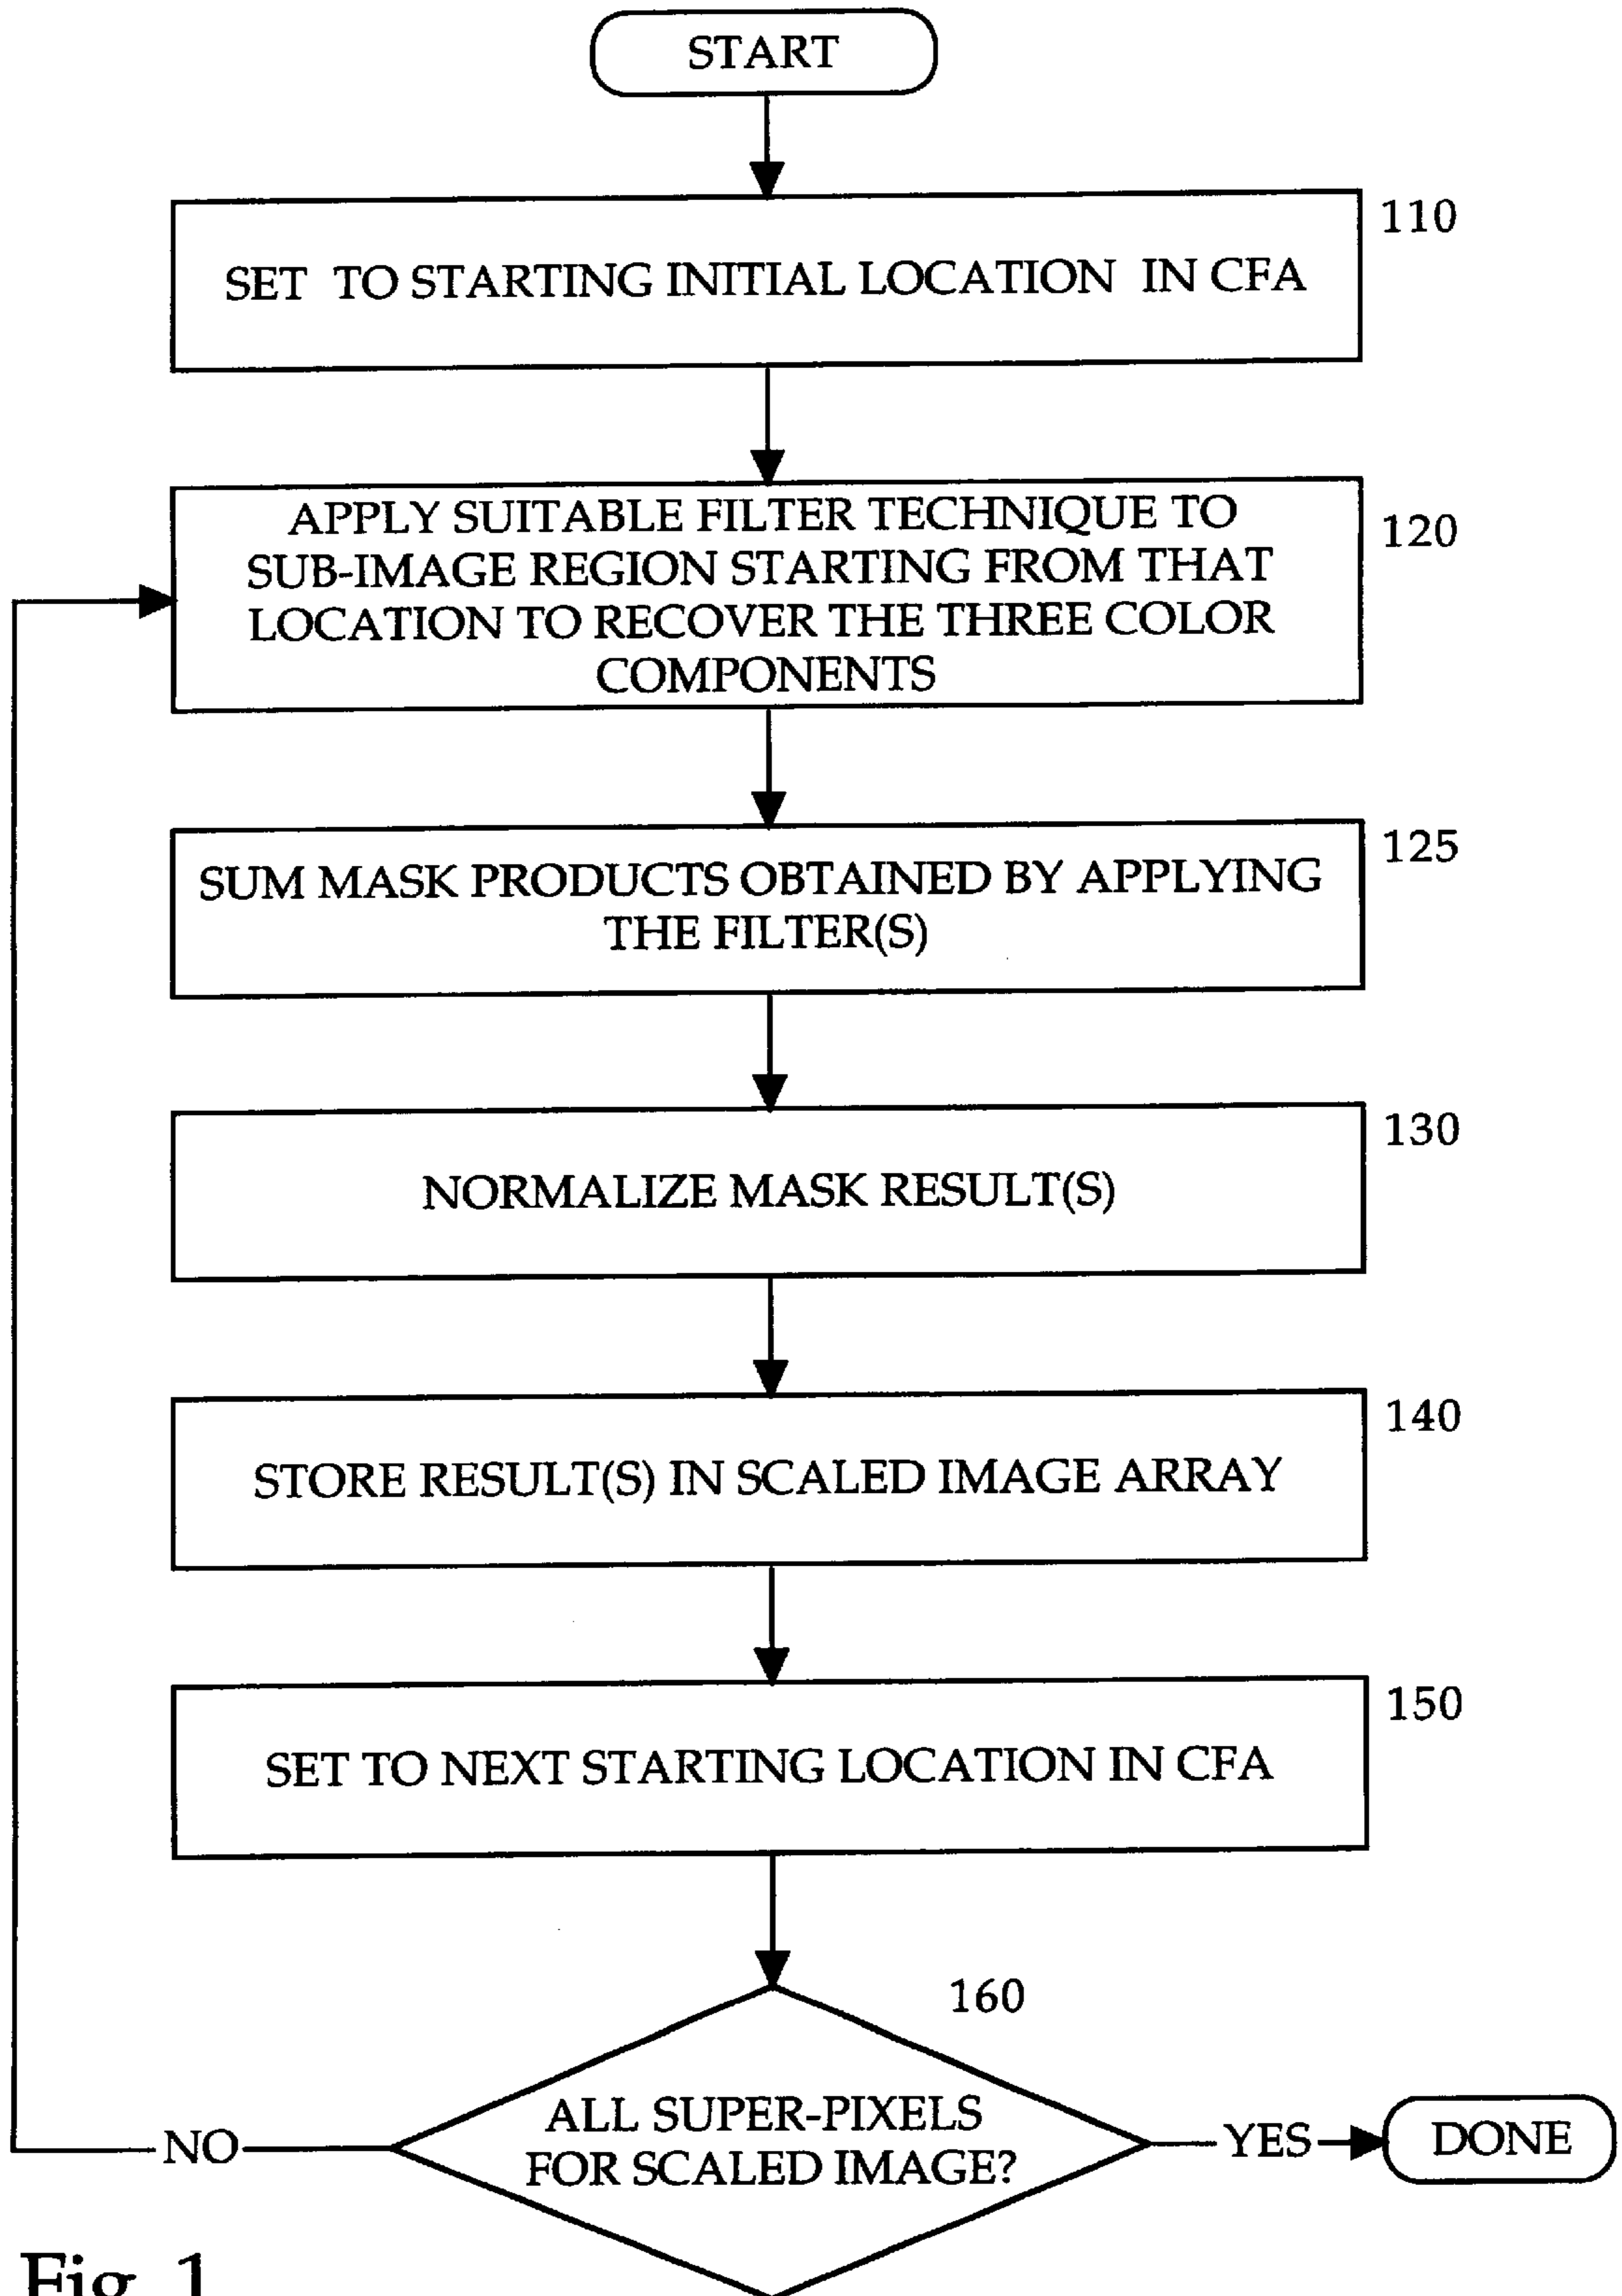 START
110
SET TO STARTING INITIAL LOCATION IN CFA
120
APPLY SUITABLE FILTER TECHNIQUE TO
SUB-IMAGE REGION STARTING FROM THAT
LOCATION TO RECOVER THE THREE COLOR
COMPONENTS
125
SUM MASK PRODUCTS OBTAINED BY APPLYING
THE FILTER(S)
130
NORMALIZE MASK RESULT(S)
140
STORE RESULT(S) IN SCALED IMAGE ARRAY
150
SET TO NEXT STARTING LOCATION IN CFA
160
ALL SUPER-PIXELS
FOR SCALED IMAGE?
NO
YES
DONE
Fig. 1